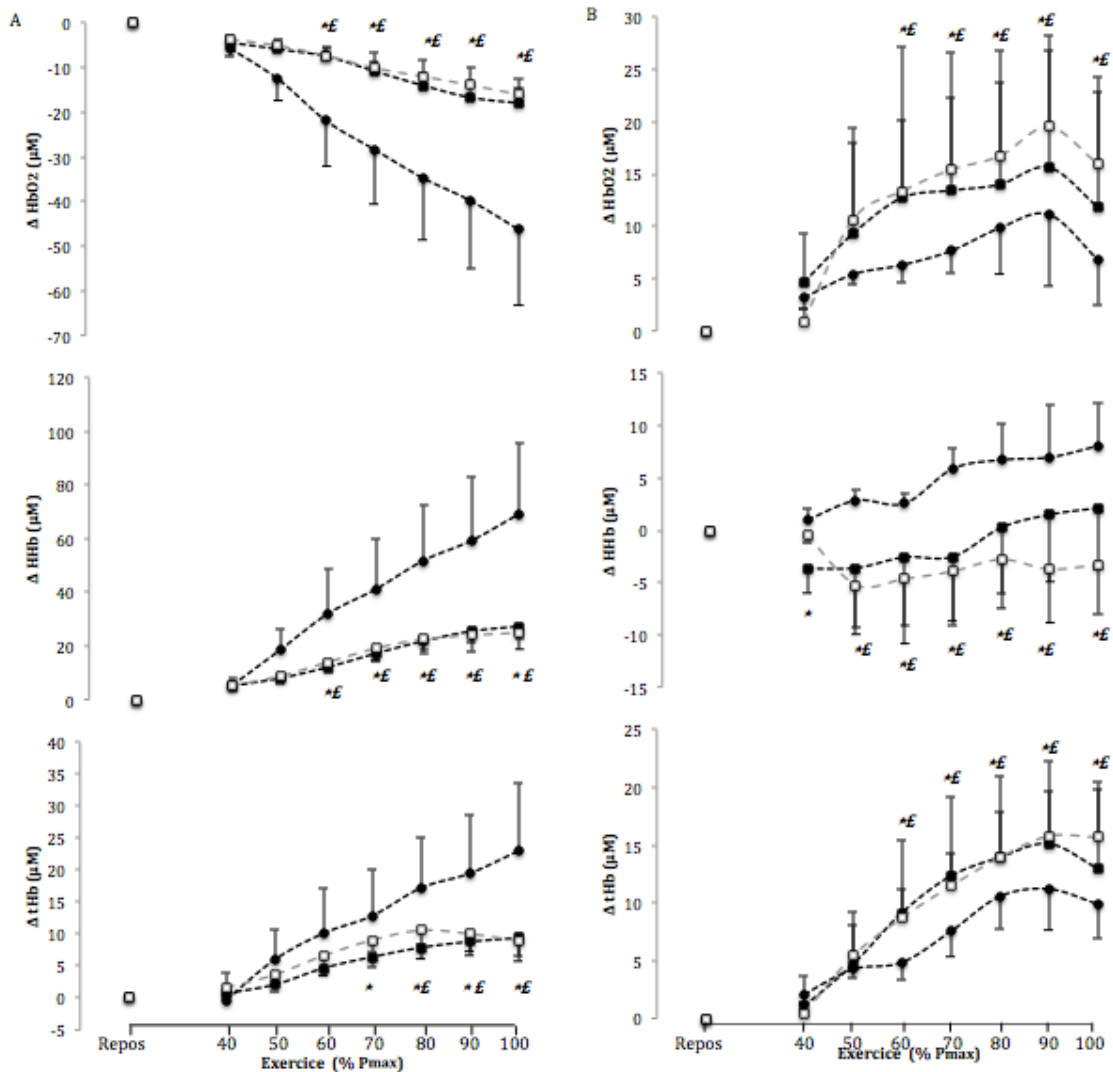 A
B
Δ HbO2 (µM)
0
-10
-20
-30
-40
-50
-60
-70
*£ *£ *£ *£ *£
Δ HbO2 (µM)
30
25
20
15
10
5
0
*£ *£ *£ *£ *£
Δ HHb (µM)
120
100
80
60
40
20
0
*£ *£ *£ *£ * £
Δ HHb (µM)
15
10
5
0
-5
-10
-15
* *£ *£ *£ *£ *£ *£
Δ tHb (µM)
40
35
30
25
20
15
10
5
0
-5
* *£ * £ *£
Repos 40 50 60 70 80 90 100
Exercice (% Pmax)
Δ tHb (µM)
25
20
15
10
5
0
*£ *£ *£ *£ *£
Repos 40 50 60 70 80 90 100
Exercice (% Pmax)